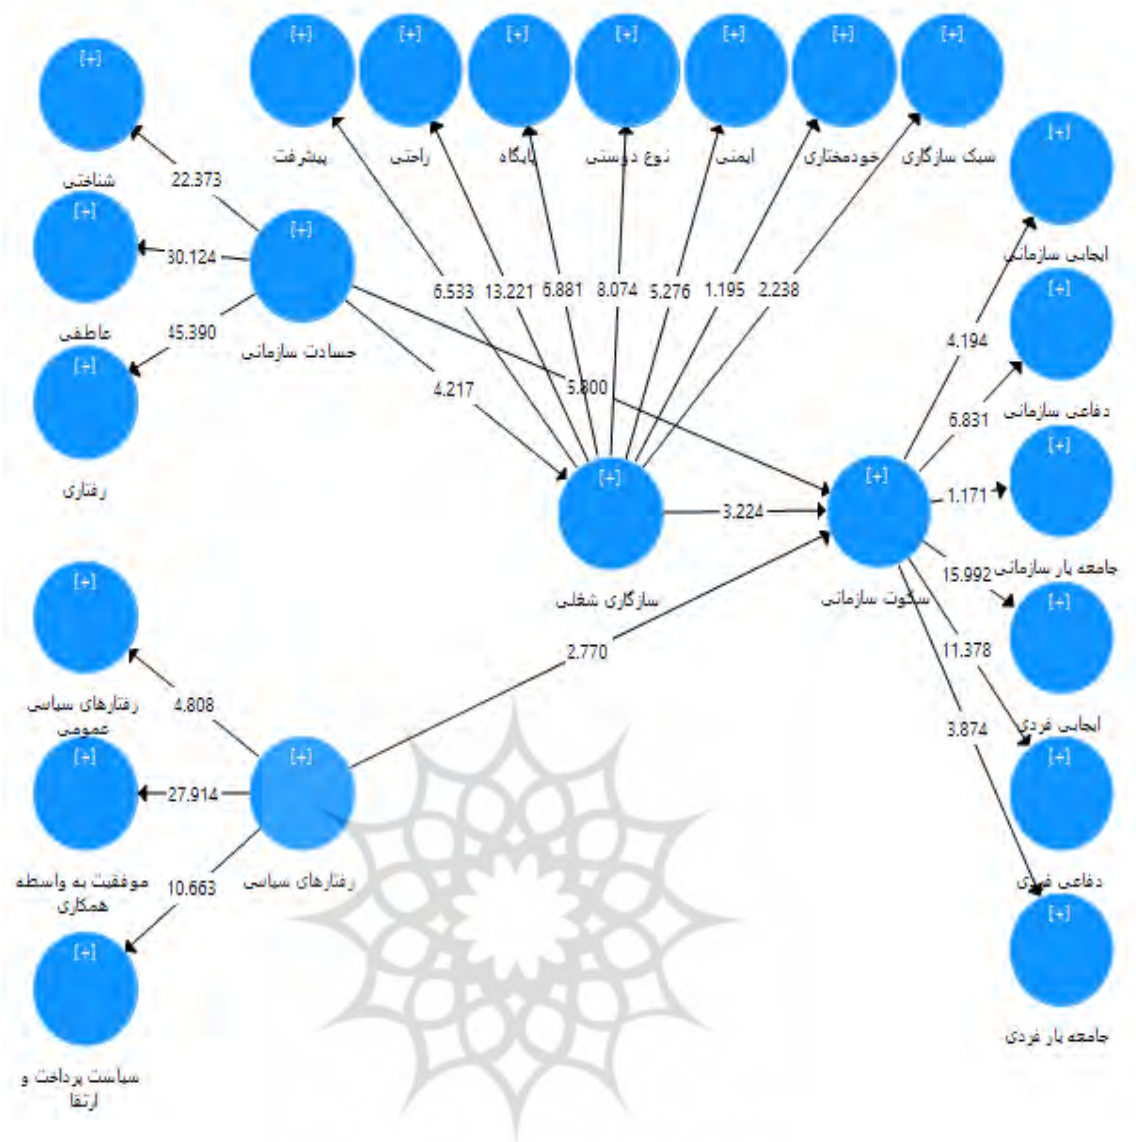 [+] [+] [+] [+] [+] [+] [+]
پیشرفت راحتی پایگاه نوع دوستی ایمنی خودمختاری سبک سازگاری
[+]
شناختی
[+]
عاطفی
[+]
رفتاری
[+]
حسادت سازمانی
22.373
30.124
45.390
6.533 13.221 6.881 8.074 5.276 1.195 2.238
4.217
5.800
[+]
سازگاری شغلی
3.224
[+]
سکوت سازمانی
2.770
[+]
ایجابی سازمانی
4.194
[+]
دفاعی سازمانی
6.831
[+]
جامعه یار سازمانی
1.171
[+]
ایجابی فردی
15.992
[+]
دفاعی فردی
11.378
[+]
جامعه یار فردی
3.874
[+]
رفتارهای سیاسی
عمومی
4.808
[+]
موفقیت به واسطه
همکاری
27.914
[+]
رفتارهای سیاسی
10.663
[+]
سیاست پرداخت و
ارتقا